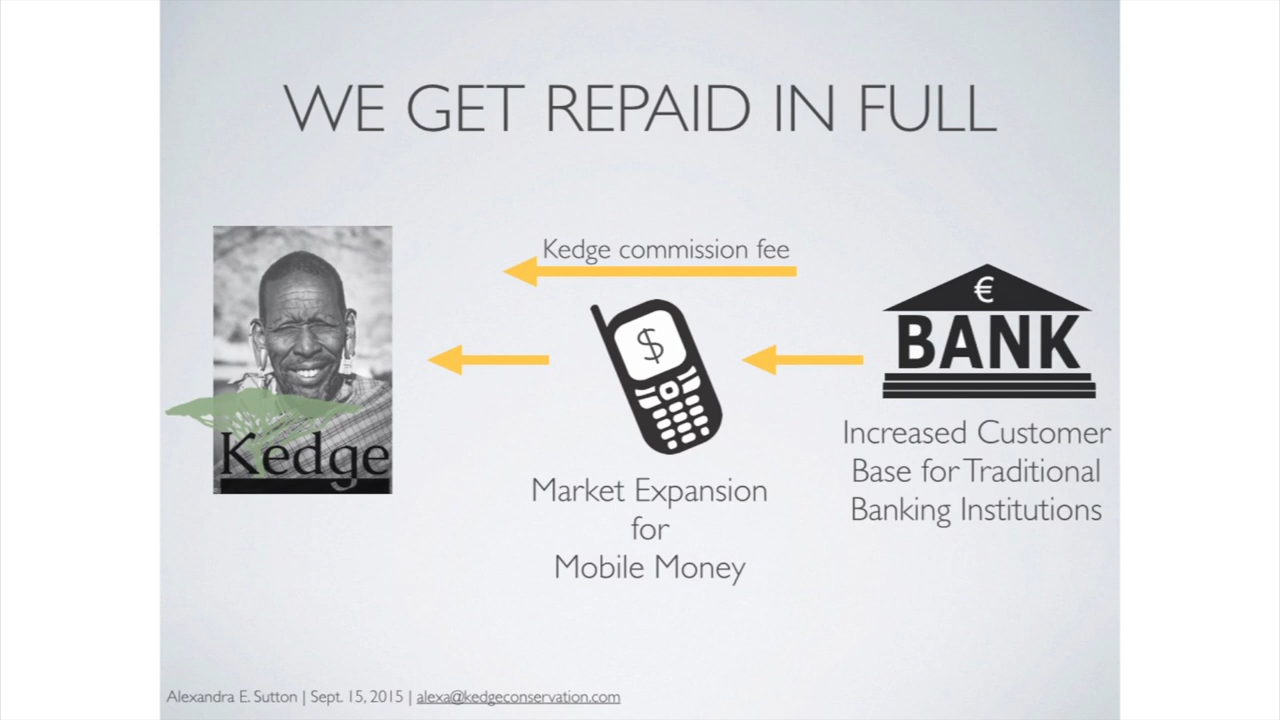 WE GET REPAID IN FULL
Kedge commission fee
€
BANK
$
Kedge
Increased Customer
Base for Traditional
Banking Institutions
Market Expansion
for
Mobile Money
Alexandra E. Sutton | Sept. 15, 2015 | alexa@kedgeconservation.com